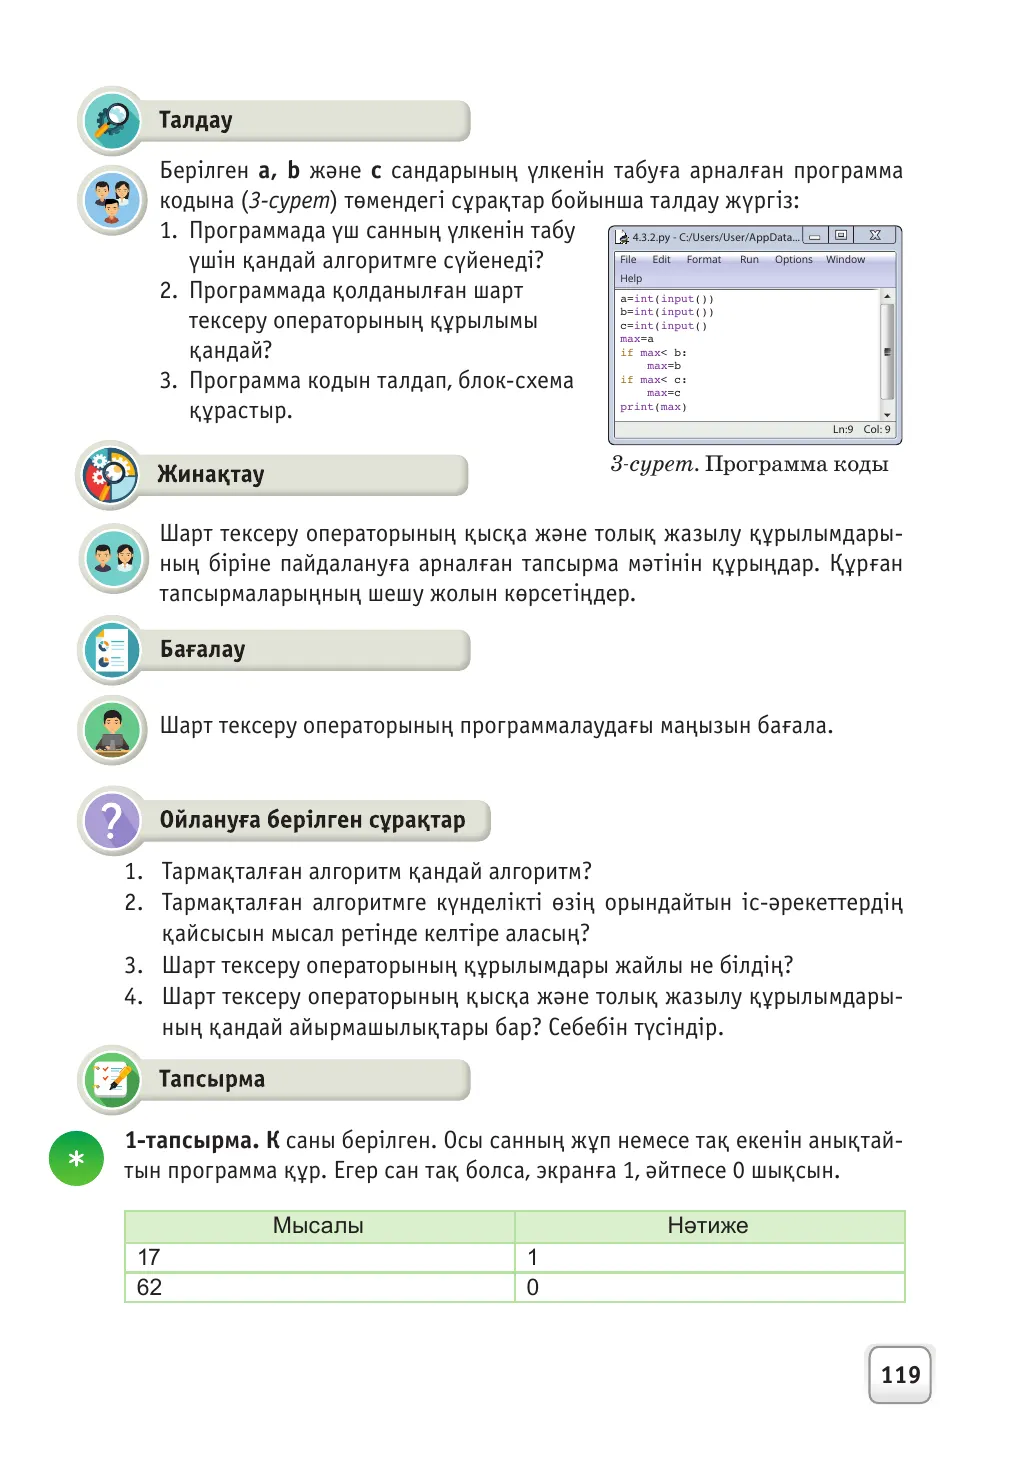 Талдау
Берілген a, b және c сандарының үлкенін табуға арналған программа
кодына (3-сурет) төмендегі сұрақтар бойынша талдау жүргіз:
1. Программада үш санның үлкенін табу
үшін қандай алгоритмге сүйенеді?
2. Программада қолданылған шарт
тексеру операторының құрылымы
қандай?
3. Программа кодын талдап, блок-схема
құрастыр.
4.3.2.py - C:/Users/User/AppData...
File Edit Format Run Options Window
Help
a=int(input())
b=int(input())
c=int(input()
max=a
if max< b:
max=b
if max< c:
max=c
print(max)
Ln:9 Col: 9
3-сурет. Программа коды
Жинақтау
Шарт тексеру операторының қысқа және толық жазылу құрылымдары-
ның біріне пайдалануға арналған тапсырма мәтінін құрыңдар. Құрған
тапсырмаларыңның шешу жолын көрсетіңдер.
Бағалау
Шарт тексеру операторының программалаудағы маңызын бағала.
?
Ойлануға берілген сұрақтар
1. Тармақталған алгоритм қандай алгоритм?
2. Тармақталған алгоритмге күнделікті өзің орындайтын іс-әрекеттердің
қайсысын мысал ретінде келтіре аласың?
3. Шарт тексеру операторының құрылымдары жайлы не білдің?
4. Шарт тексеру операторының қысқа және толық жазылу құрылымдары-
ның қандай айырмашылықтары бар? Себебін түсіндір.
Тапсырма
*
1-тапсырма. К саны берілген. Осы санның жұп немесе тақ екенін анықтай-
тын программа құр. Егер сан тақ болса, экранға 1, әйтпесе 0 шықсын.
Мысалы Нәтиже
17 1
62 0
119